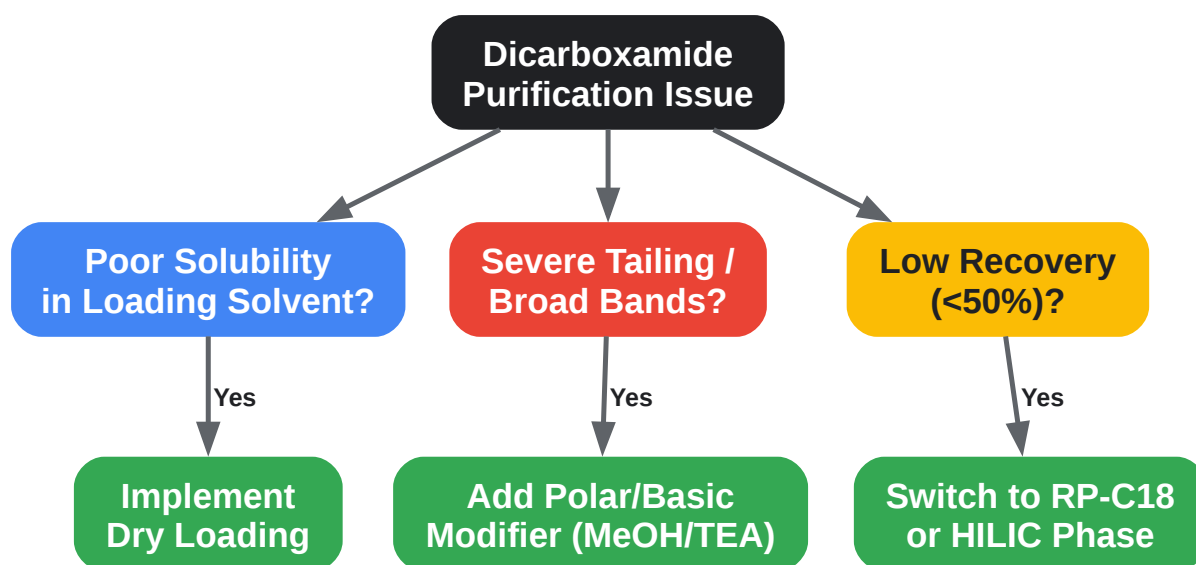 Dicarboxamide
Purification Issue
Poor Solubility
in Loading Solvent?
Severe Tailing /
Broad Bands?
Low Recovery
(<50%)?
Yes
Yes
Yes
Implement
Dry Loading
Add Polar/Basic
Modifier (MeOH/TEA)
Switch to RP-C18
or HILIC Phase